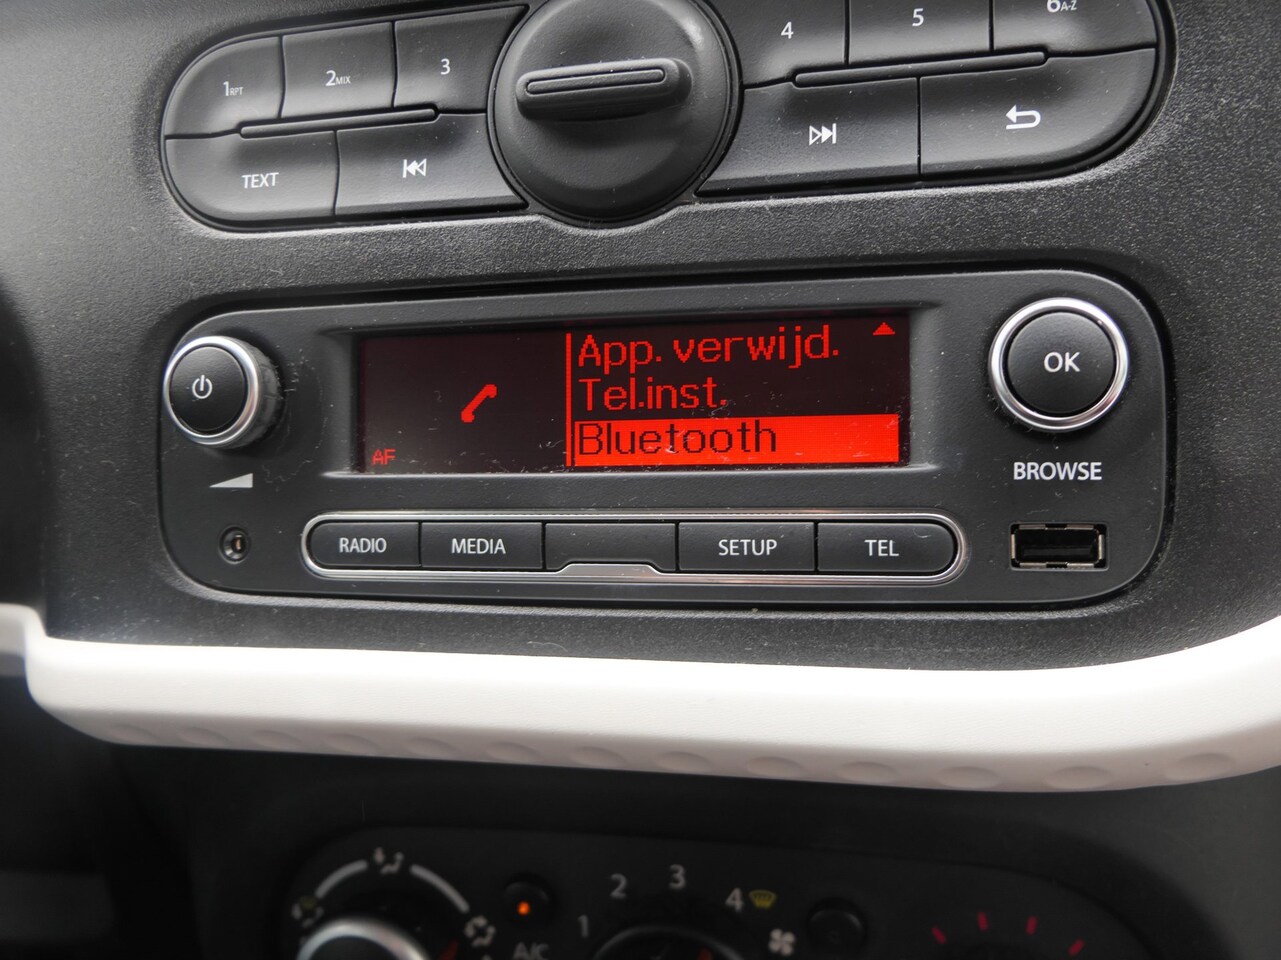 1RPT
2MIX
3
4
5
6A-Z
TEXT
App. verwijd.
Tel.inst.
AF
Bluetooth
OK
BROWSE
RADIO
MEDIA
SETUP
TEL
1
2
3
4
A/C